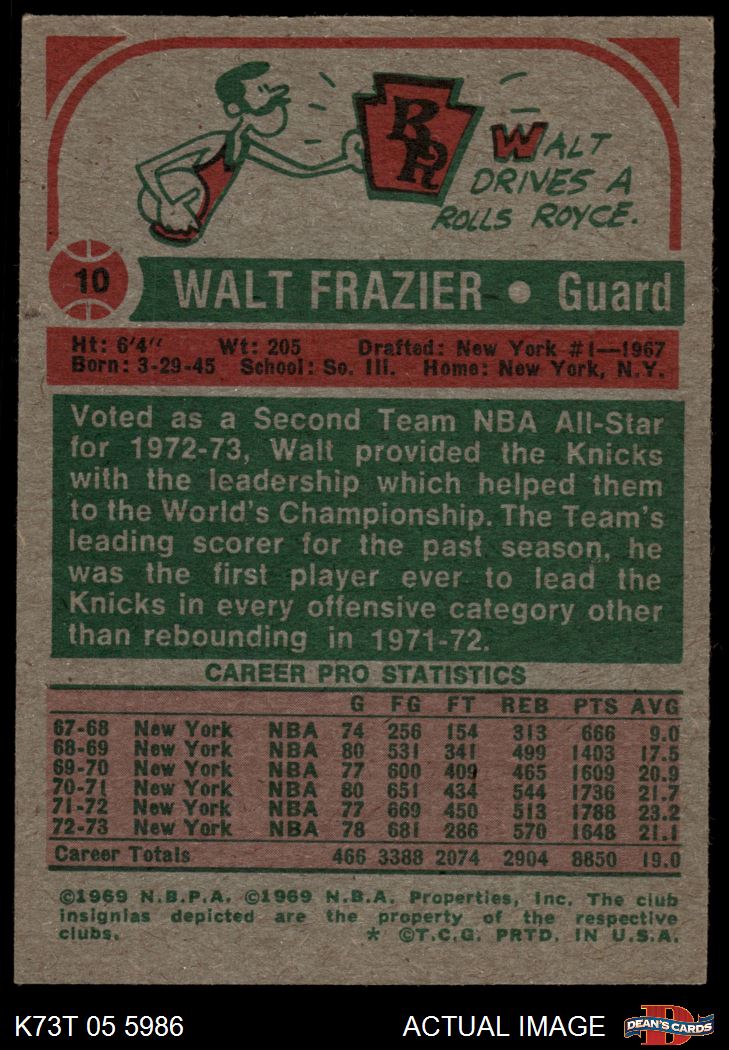 RR
WALT
DRIVES A
ROLLS ROYCE.
10 WALT FRAZIER • Guard
Ht: 6'4" Wt: 205 Drafted: New York #1—1967
Born: 3-29-45 School: So. Ill. Home: New York, N.Y.
Voted as a Second Team NBA All-Star
for 1972-73, Walt provided the Knicks
with the leadership which helped them
to the World's Championship. The Team's
leading scorer for the past season, he
was the first player ever to lead the
Knicks in every offensive category other
than rebounding in 1971-72.
CAREER PRO STATISTICS
G FG FT REB PTS AVG
67-68 New York NBA 74 256 154 313 666 9.0
68-69 New York NBA 80 531 341 499 1403 17.5
69-70 New York NBA 77 600 409 465 1609 20.9
70-71 New York NBA 80 651 434 544 1736 21.7
71-72 New York NBA 77 669 450 513 1788 23.2
72-73 New York NBA 78 681 286 570 1648 21.1
Career Totals 466 3388 2074 2904 8850 19.0
©1969 N.B.P.A. ©1969 N.B.A. Properties, Inc. The club
insignias depicted are the property of the respective
clubs. * ©T.C.G. PRTD. IN U.S.A.
K73T 05 5986 ACTUAL IMAGE DEAN'S CARDS